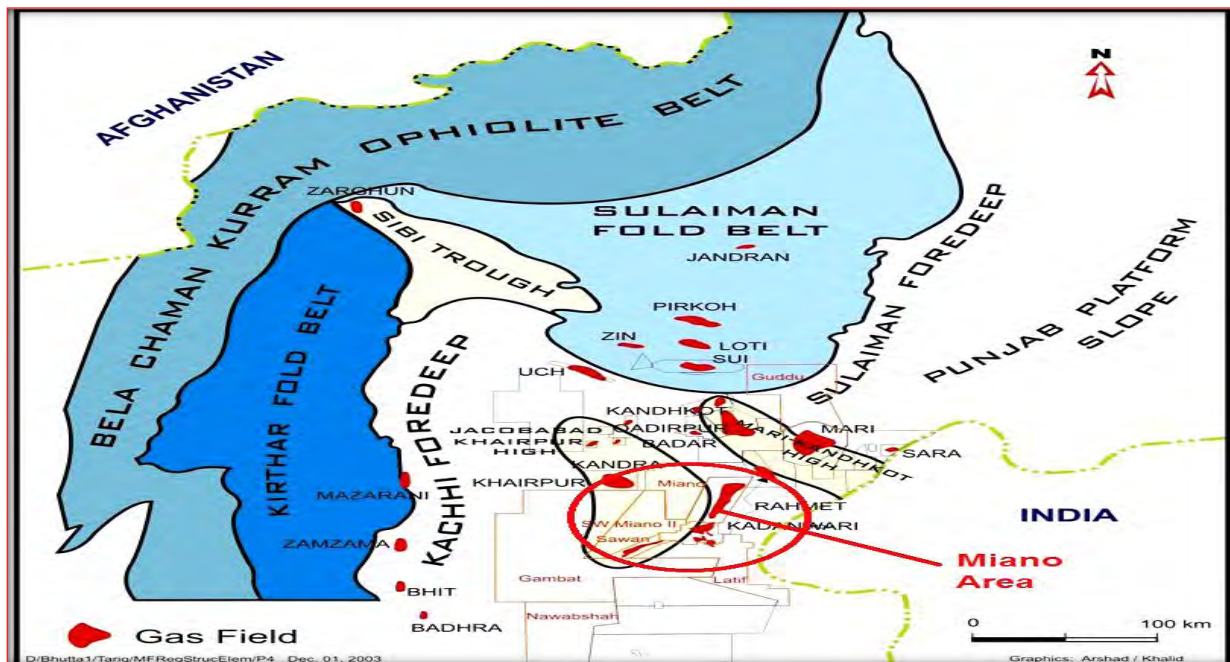 N
AFGHANISTAN
BELA CHAMAN KURRAM OPHIOLITE BELT
ZARGHUN
SIBI TROUGH
SULAIMAN
FOLD BELT
JANDRAN
SULAIMAN FOREDEEP
PUNJAB PLATFORM
SLOPE
KIRTHAR FOLD BELT
KACHHI FOREDEEP
PIRKOH
ZIN
LOTI
SUI
UCH
Guddu
KANDHKOT
QADIRPUR
BADAR
JACOBABAD
KHAIRPUR
HIGH
MARI-KANDHKOT
HIGH
MARI
SARA
KANDRA
KHAIRPUR
Miano
RAHMET
SW Miano II
Sawan
MAZARANI
INDIA
ZAMZAMA
Miano
Area
Gambat
Latif
BHIT
Nawabshah
BADHRA
Gas Field
0 100 km
D/Bhutta1/Tariq/MFRegStrucElem/P4 Dec. 01, 2003
Graphics: Arshad / Khalid